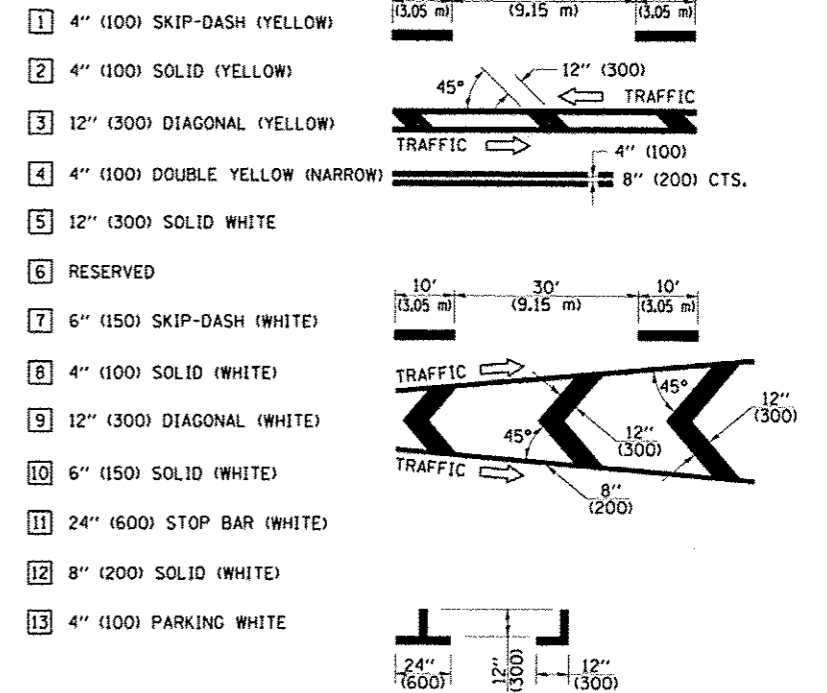 (3.05 m) (9.15 m) (3.05 m)
1 4" (100) SKIP-DASH (YELLOW)
2 4" (100) SOLID (YELLOW)
45° 12" (300)
TRAFFIC
3 12" (300) DIAGONAL (YELLOW)
TRAFFIC
4" (100)
4 4" (100) DOUBLE YELLOW (NARROW)
8" (200) CTS.
5 12" (300) SOLID WHITE
6 RESERVED
10' 30' 10'
(3.05 m) (9.15 m) (3.05 m)
7 6" (150) SKIP-DASH (WHITE)
8 4" (100) SOLID (WHITE)
TRAFFIC
45°
12"
(300)
9 12" (300) DIAGONAL (WHITE)
45°
12"
(300)
10 6" (150) SOLID (WHITE)
TRAFFIC
8"
(200)
11 24" (600) STOP BAR (WHITE)
12 8" (200) SOLID (WHITE)
13 4" (100) PARKING WHITE
24"
(600)
12"
(300)
12"
(300)